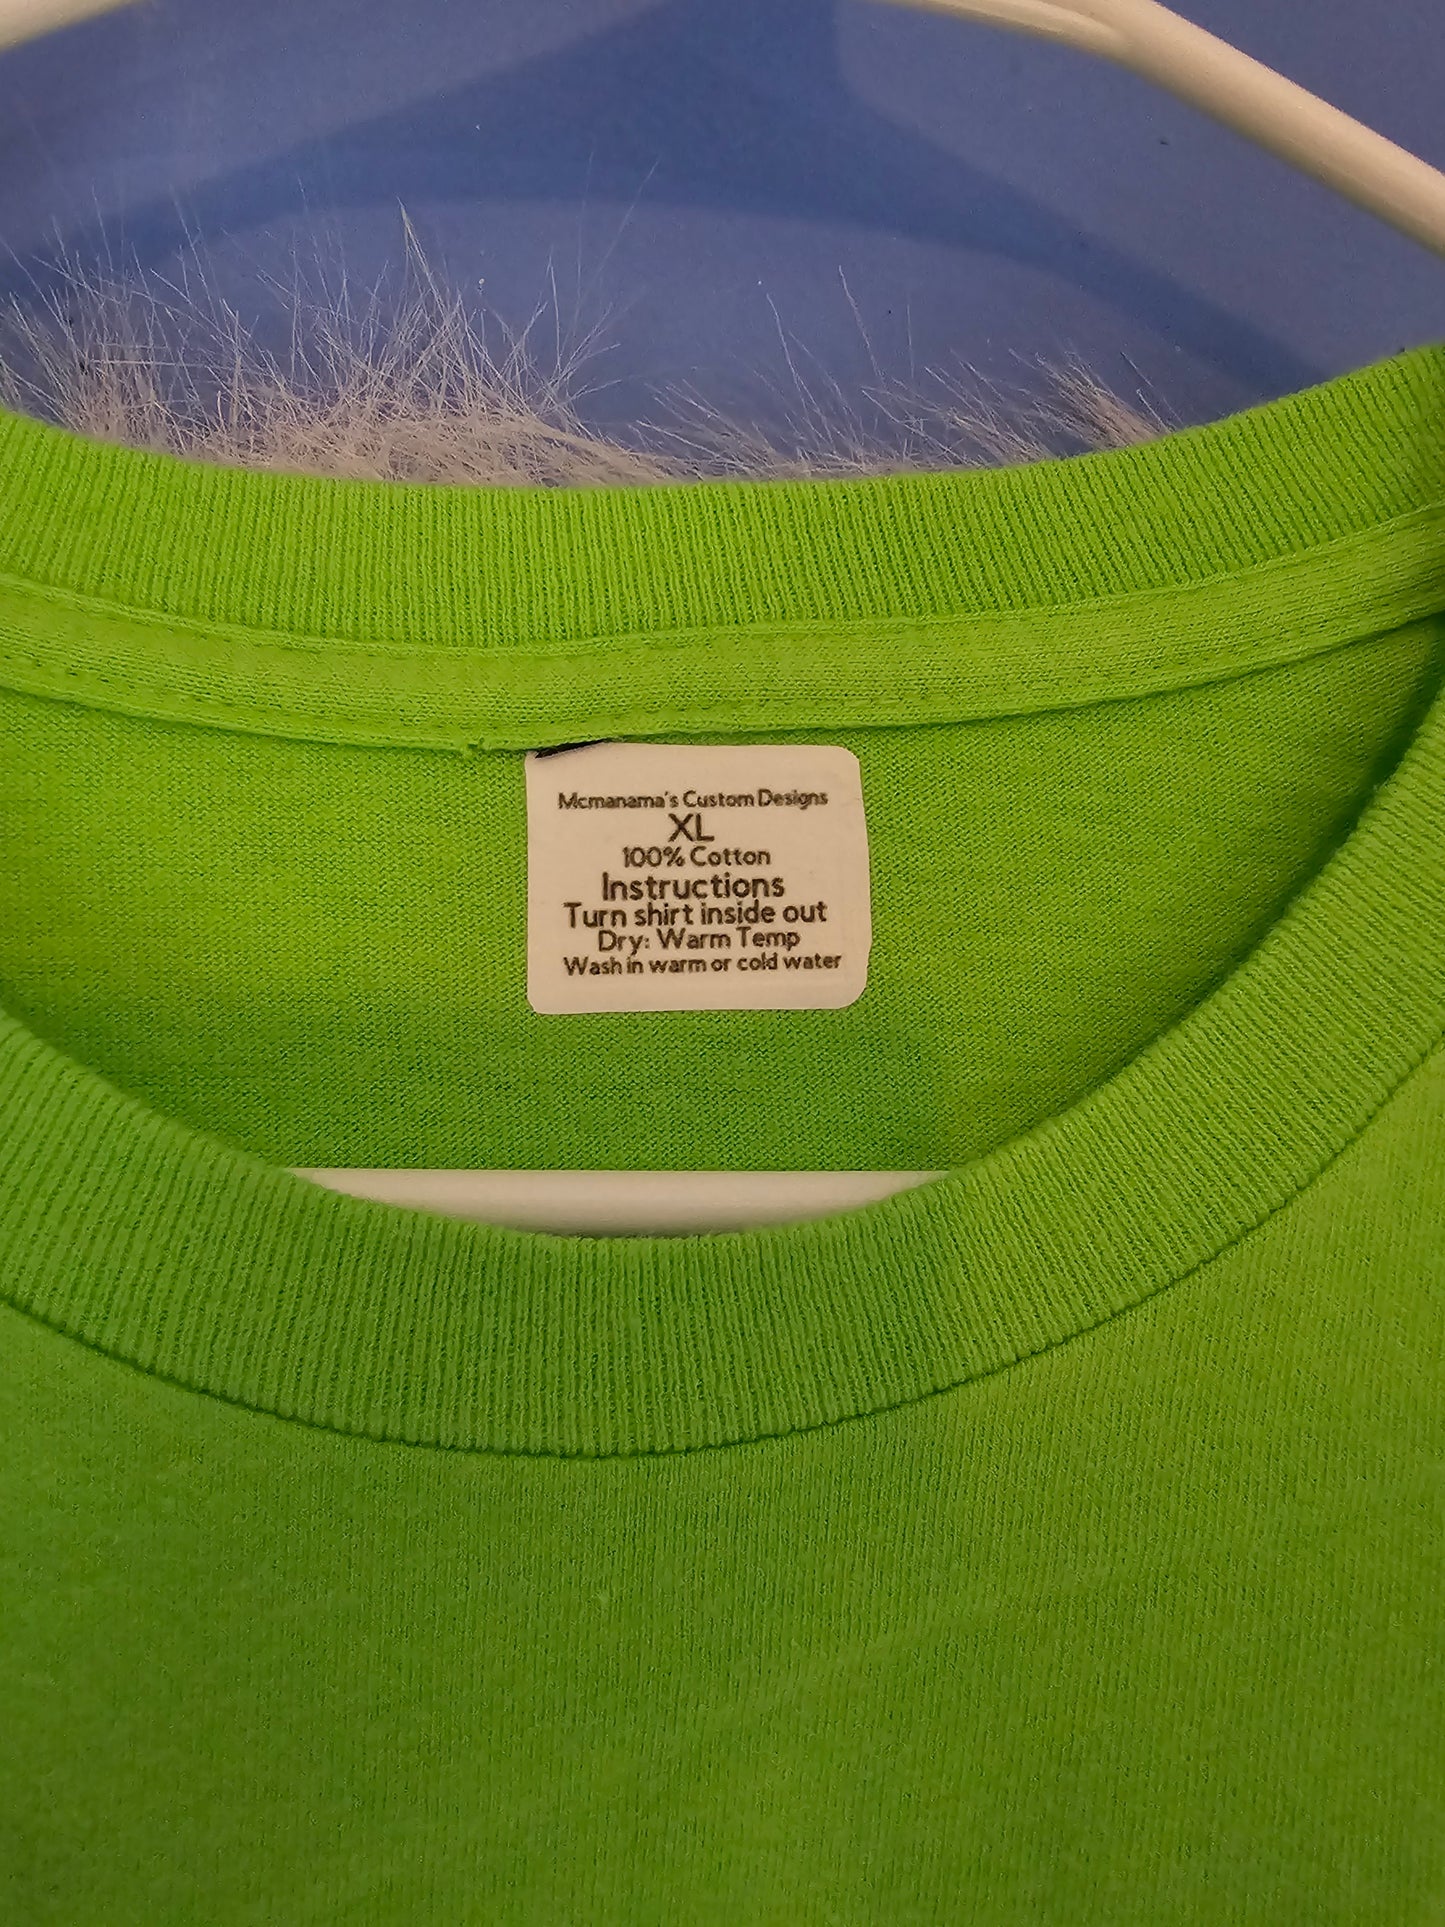 Mcmanama's Custom Designs
XL
100% Cotton
Instructions
Turn shirt inside out
Dry: Warm Temp
Wash in warm or cold water